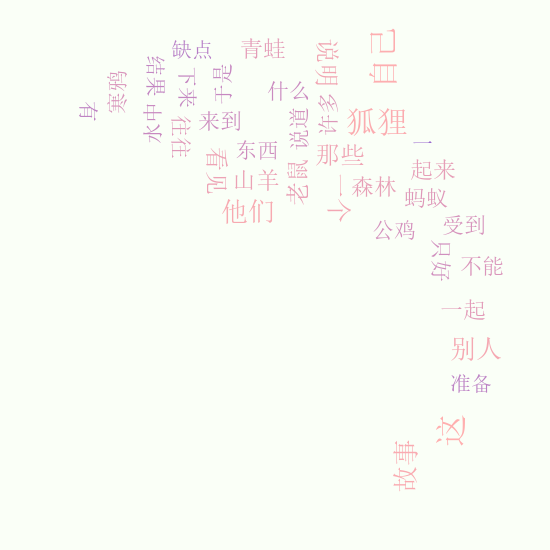 自己
说明
青蛙
缺点
番茄
下来
于是
寒鸦
有
什么
水中
往往
来到
说道
许多
狐狸
一
东西
那些
看见
山羊
老鼠
一个
森林
起来
蚂蚁
他们
公鸡
受到
只好
不能
一起
别人
准备
这
故事